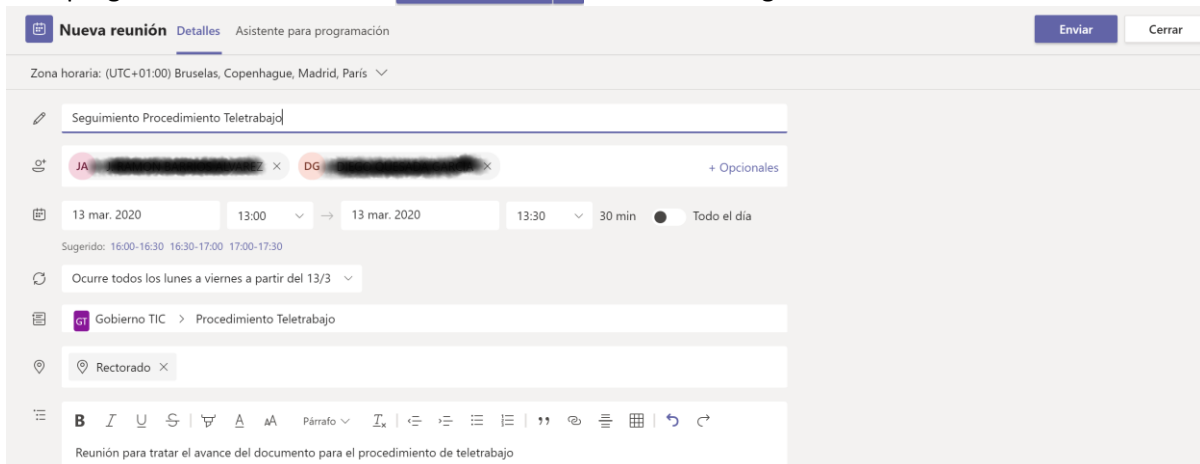 Nueva reunión Detalles Asistente para programación Enviar Cerrar
Zona horaria: (UTC+01:00) Bruselas, Copenhague, Madrid, París
Seguimiento Procedimiento Teletrabajo
JA DG + Opcionales
13 mar. 2020 13:00 → 13 mar. 2020 13:30 30 min Todo el día
Sugerido: 16:00-16:30 16:30-17:00 17:00-17:30
Ocurre todos los lunes a viernes a partir del 13/3
GT Gobierno TIC > Procedimiento Teletrabajo
Rectorado
B I U S A AA Párrafo
Reunión para tratar el avance del documento para el procedimiento de teletrabajo